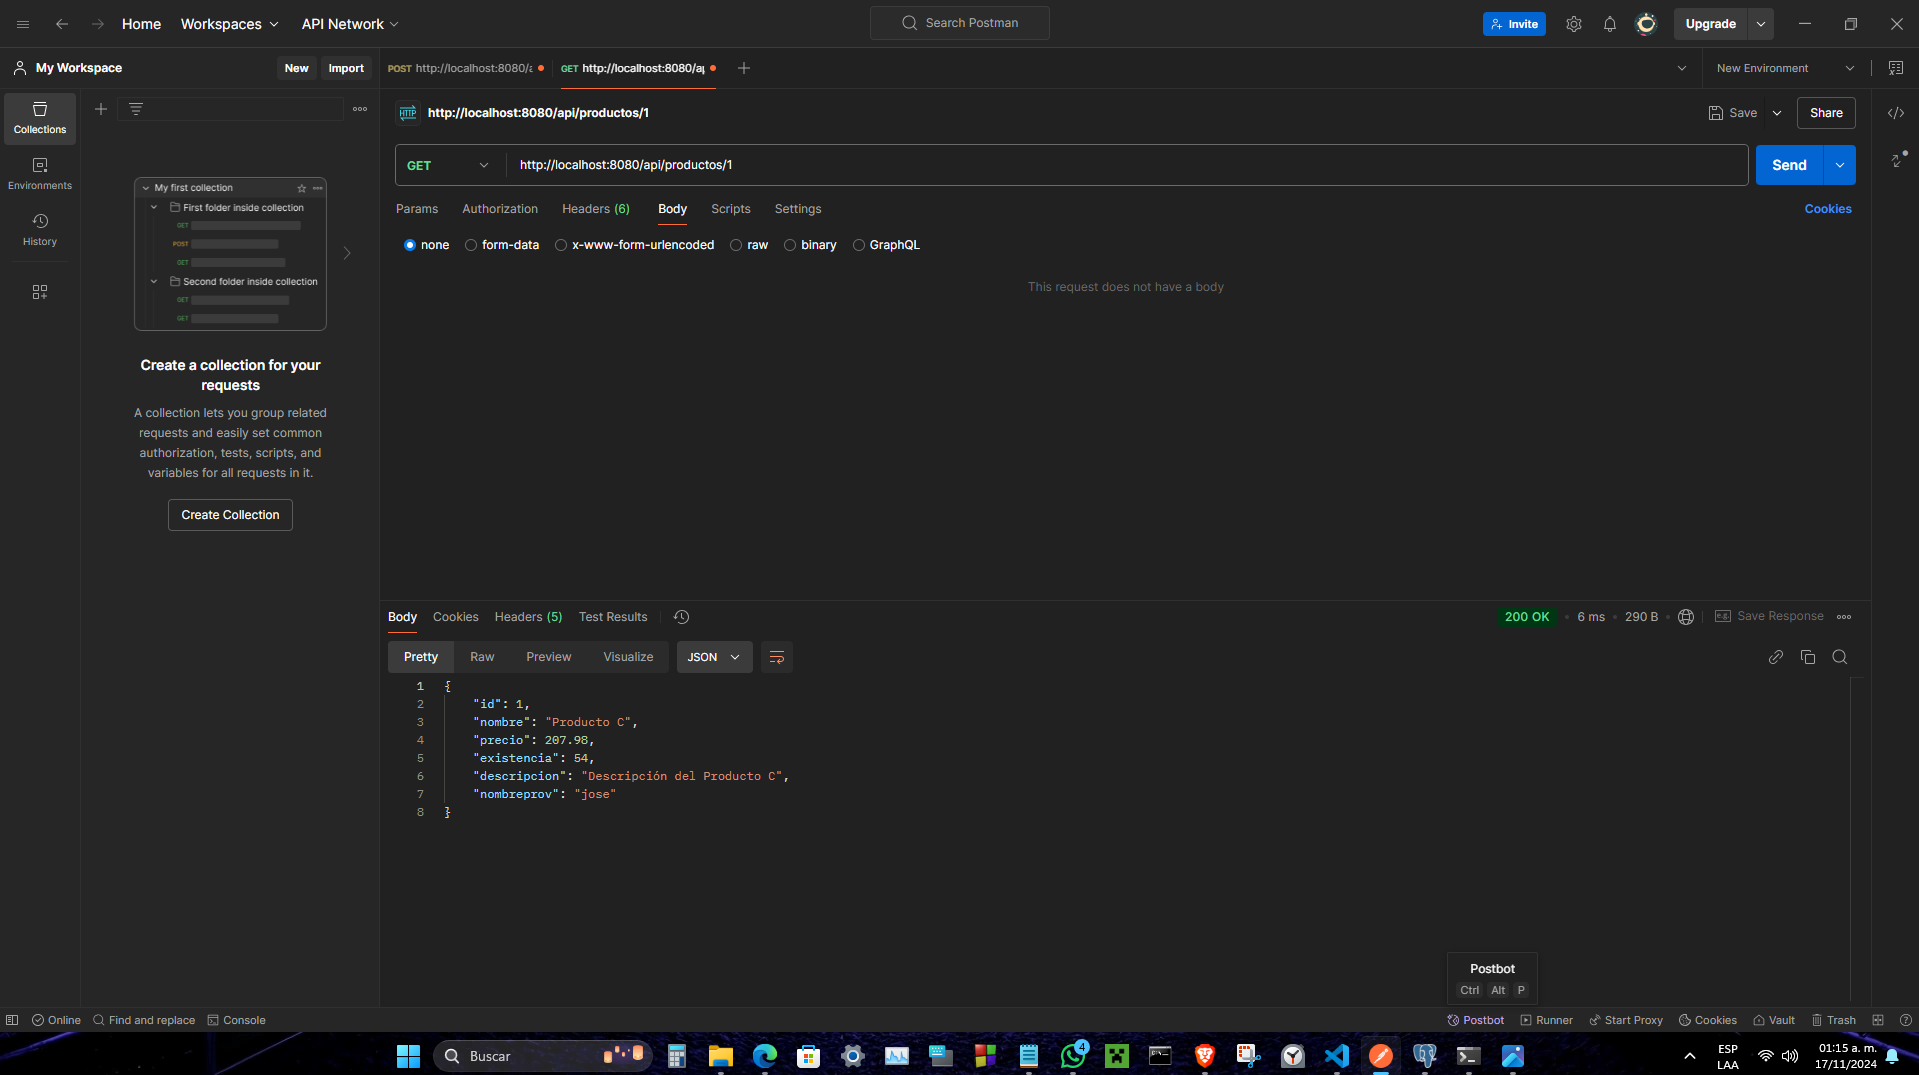 Home Workspaces API Network Search Postman Invite Upgrade
My Workspace New Import POST http://localhost:8080/a GET http://localhost:8080/ap New Environment
Collections
Environments
History
My first collection
First folder inside collection
GET
POST
GET
Second folder inside collection
GET
GET
Create a collection for your
requests
A collection lets you group related
requests and easily set common
authorization, tests, scripts, and
variables for all requests in it.
Create Collection
HTTP http://localhost:8080/api/productos/1 Save Share
GET http://localhost:8080/api/productos/1 Send
Params Authorization Headers (6) Body Scripts Settings Cookies
none form-data x-www-form-urlencoded raw binary GraphQL
This request does not have a body
Body Cookies Headers (5) Test Results 200 OK • 6 ms • 290 B • e.g. Save Response
Pretty Raw Preview Visualize JSON
1 {
2 "id": 1,
3 "nombre": "Producto C",
4 "precio": 207.98,
5 "existencia": 54,
6 "descripcion": "Descripción del Producto C",
7 "nombreprov": "jose"
8 }
Postbot
Ctrl Alt P
Online Find and replace Console Postbot Runner Start Proxy Cookies Vault Trash
Buscar 4 ESP
LAA
01:15 a. m.
17/11/2024